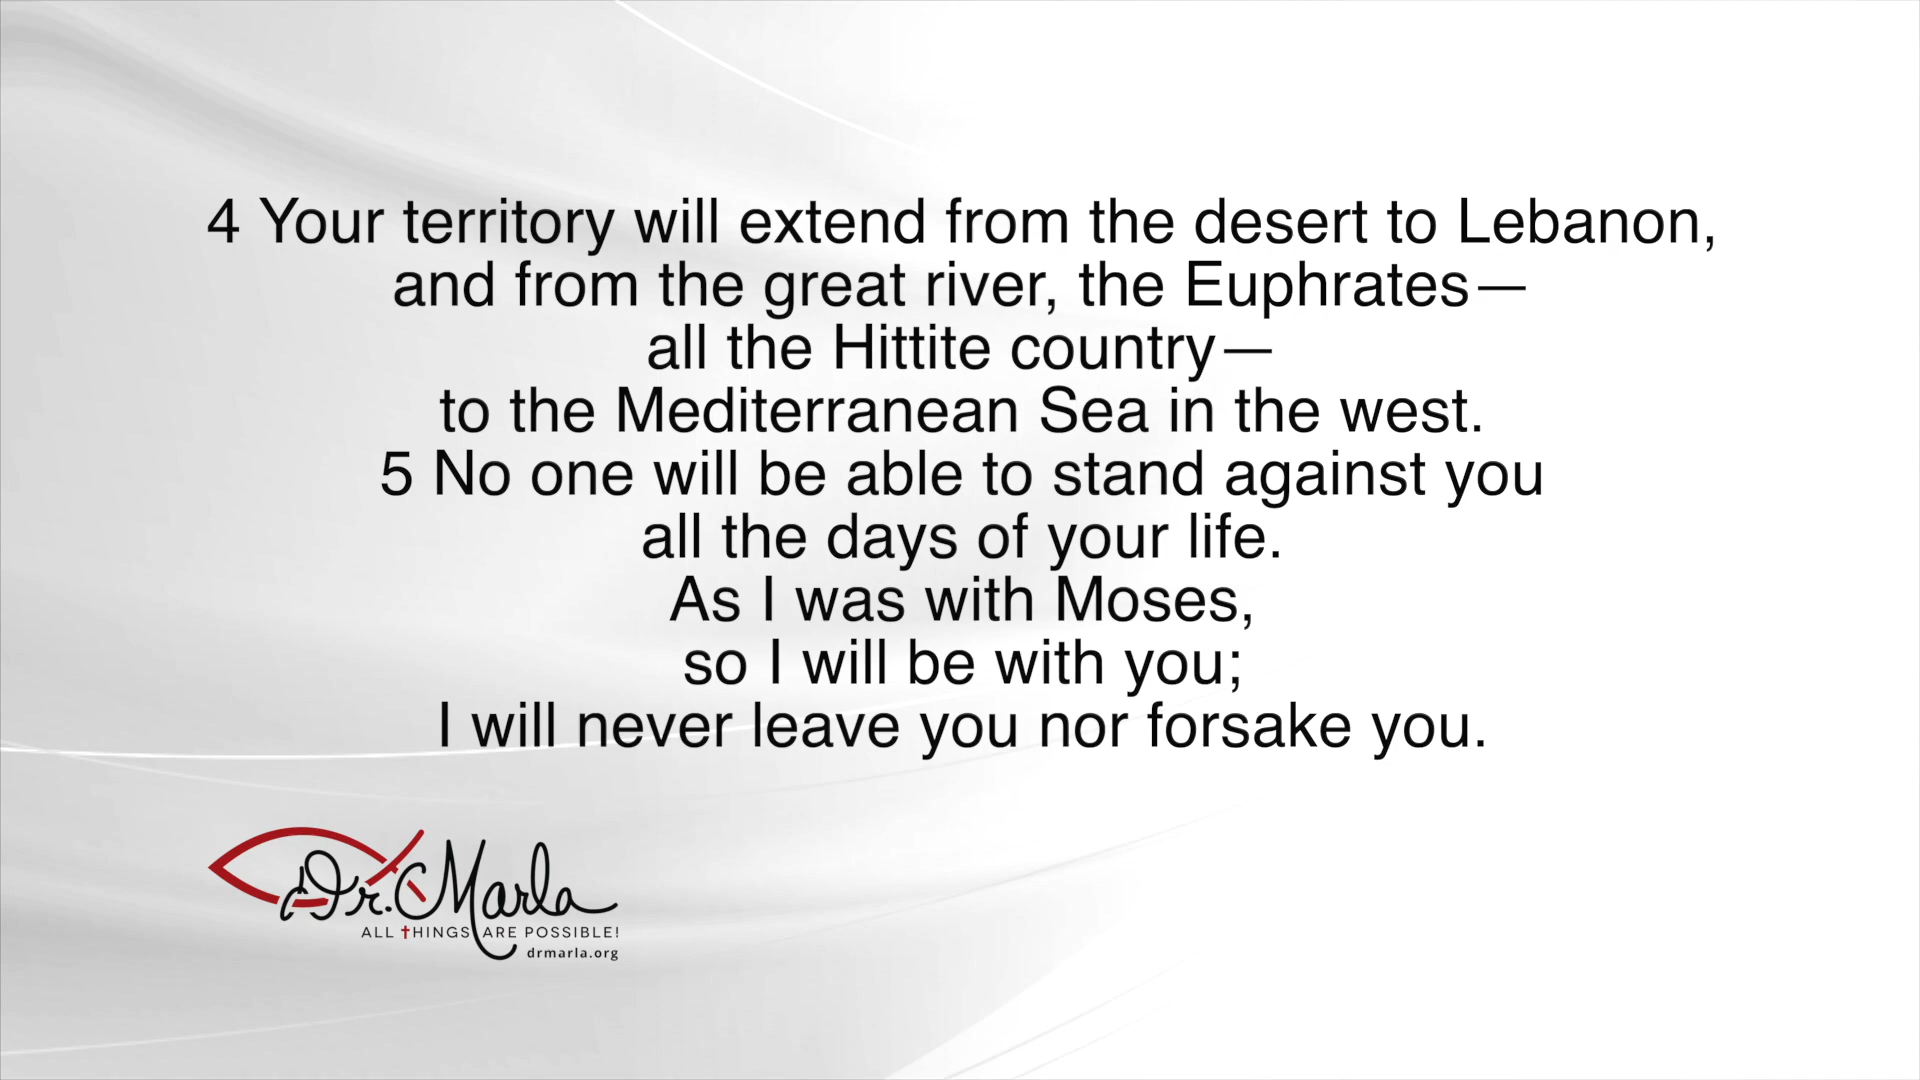 4 Your territory will extend from the desert to Lebanon,
and from the great river, the Euphrates—
all the Hittite country—
to the Mediterranean Sea in the west.
5 No one will be able to stand against you
all the days of your life.
As I was with Moses,
so I will be with you;
I will never leave you nor forsake you.
Dr. Marla
ALL THINGS ARE POSSIBLE!
drmarla.org